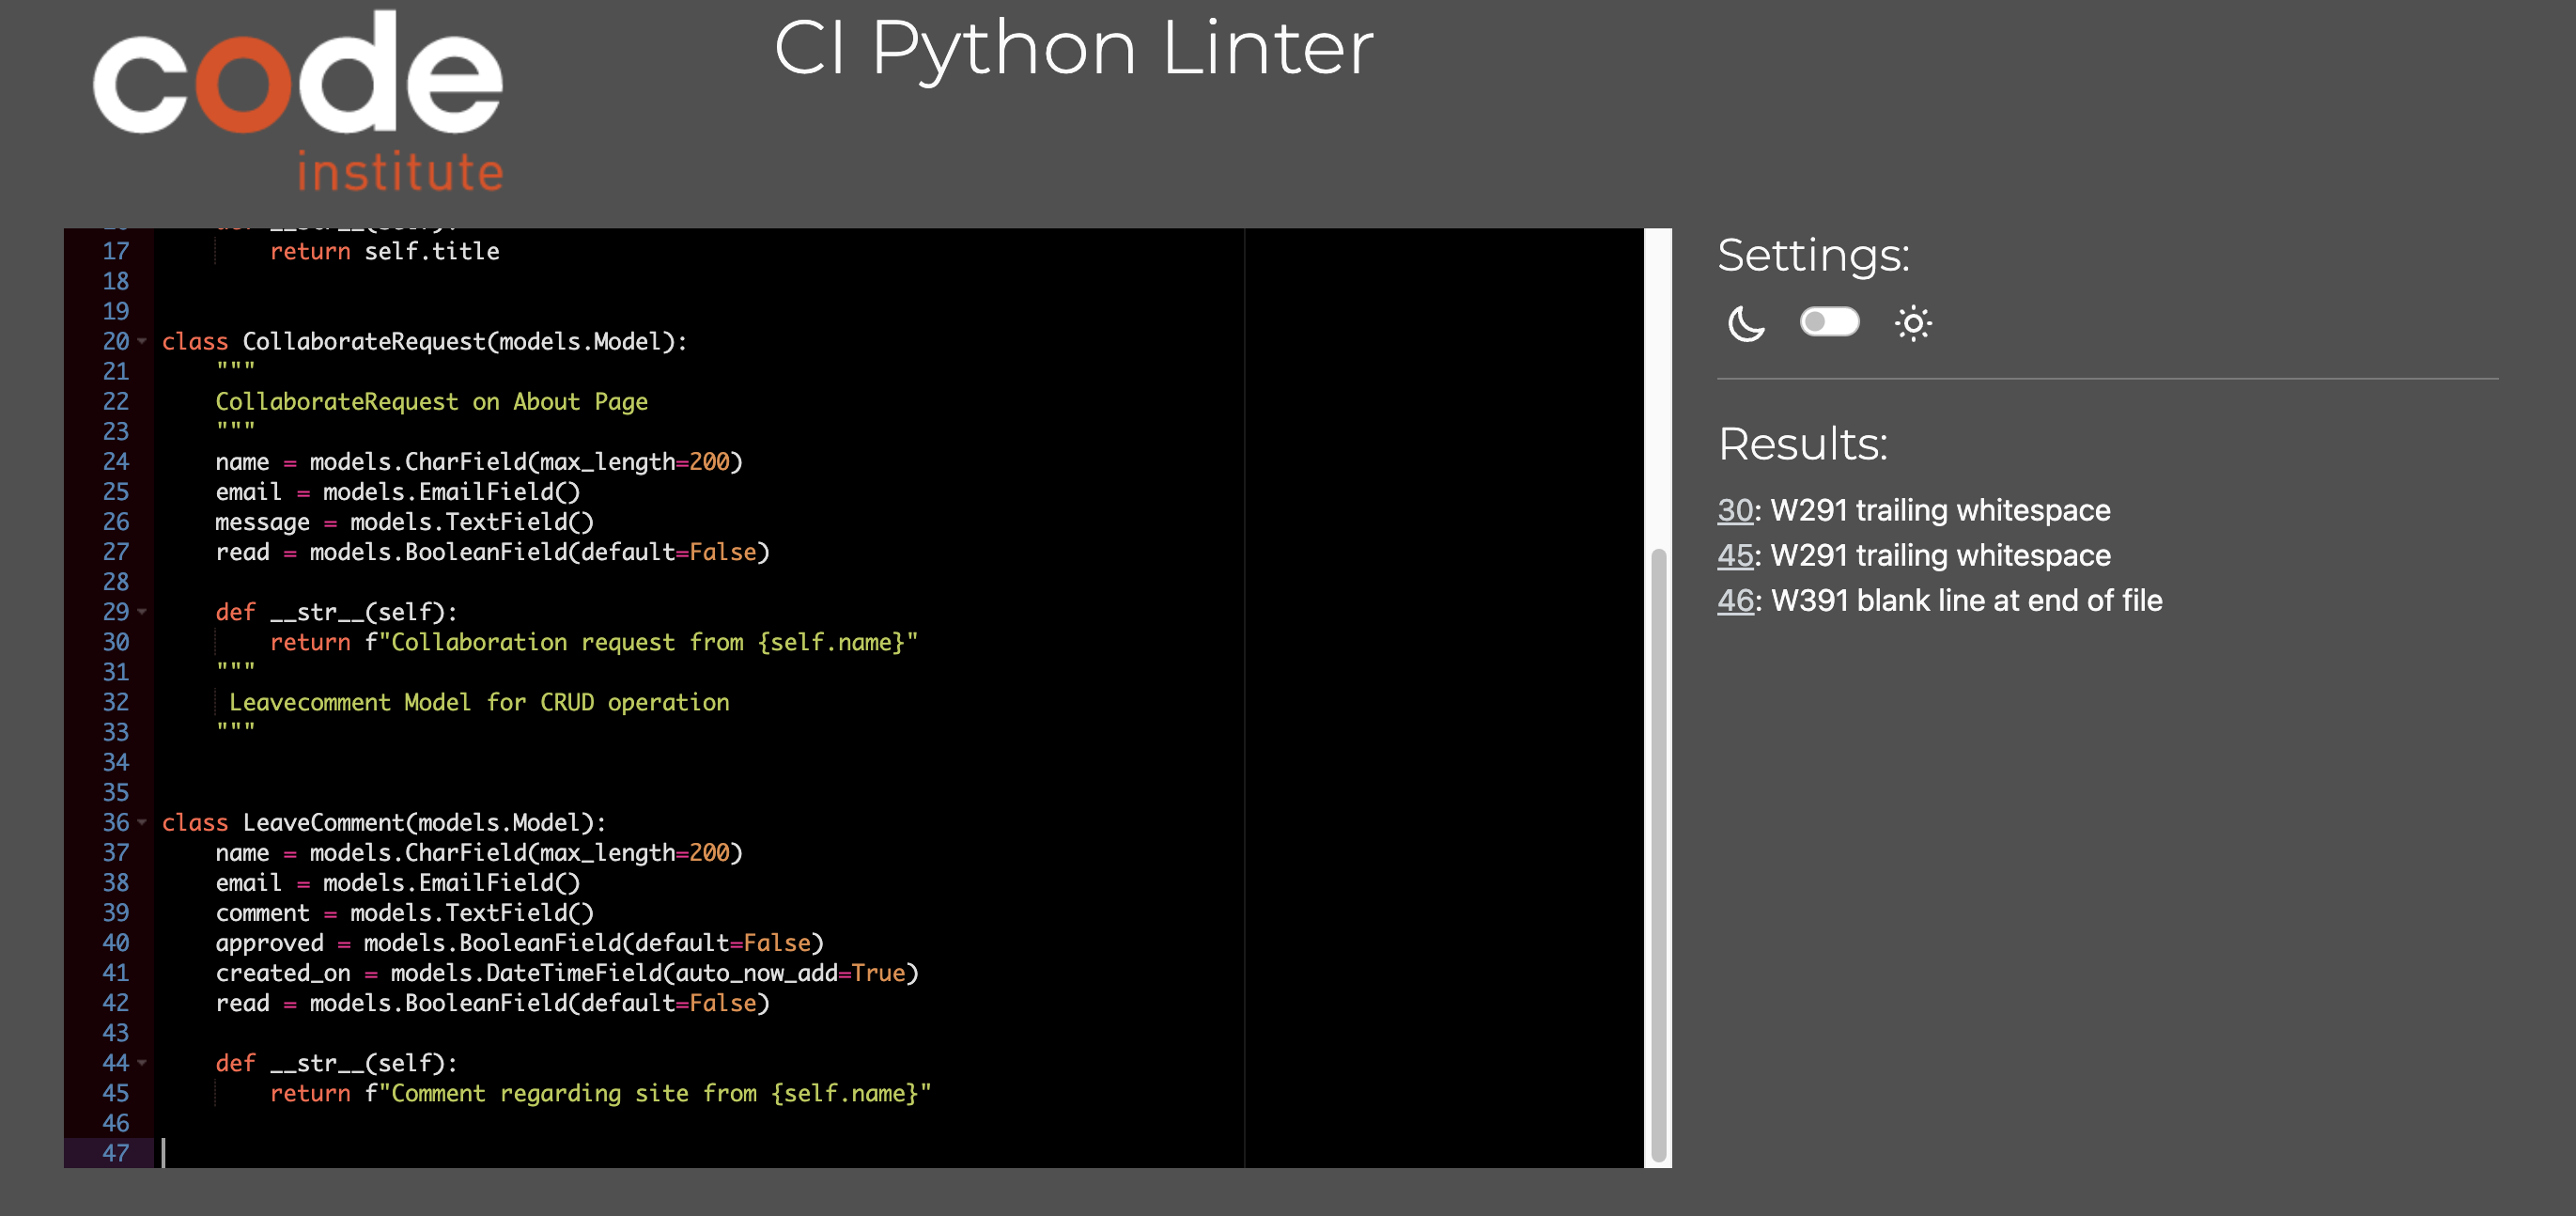 code
institute
CI Python Linter
17 return self.title
18
19
20 class CollaborateRequest(models.Model):
21 """
22 CollaborateRequest on About Page
23 """
24 name = models.CharField(max_length=200)
25 email = models.EmailField()
26 message = models.TextField()
27 read = models.BooleanField(default=False)
28
29 def __str__(self):
30 return f"Collaboration request from {self.name}"
31 """
32 Leavecomment Model for CRUD operation
33 """
34
35
36 class LeaveComment(models.Model):
37 name = models.CharField(max_length=200)
38 email = models.EmailField()
39 comment = models.TextField()
40 approved = models.BooleanField(default=False)
41 created_on = models.DateTimeField(auto_now_add=True)
42 read = models.BooleanField(default=False)
43
44 def __str__(self):
45 return f"Comment regarding site from {self.name}"
46
47
Settings:
Results:
30: W291 trailing whitespace
45: W291 trailing whitespace
46: W391 blank line at end of file